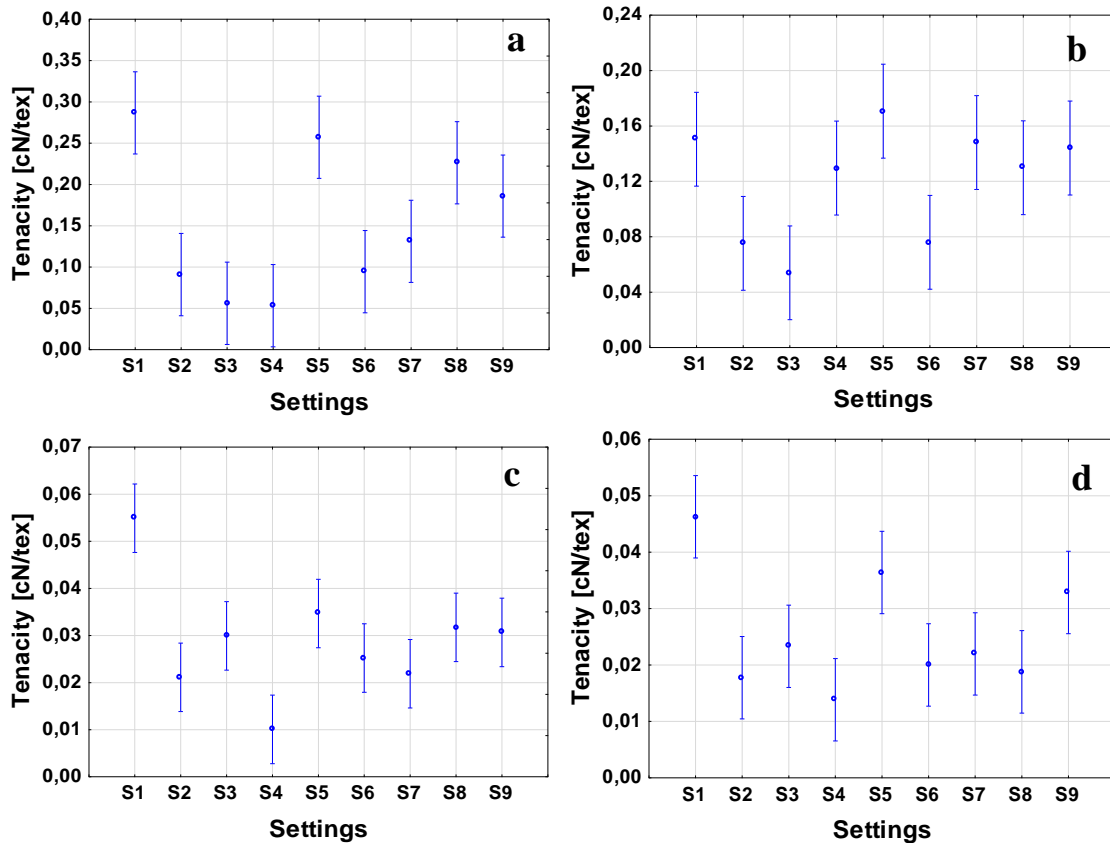 a
Tenacity [cN/tex]
0,40
0,35
0,30
0,25
0,20
0,15
0,10
0,05
0,00
S1 S2 S3 S4 S5 S6 S7 S8 S9
Settings
b
Tenacity [cN/tex]
0,24
0,20
0,16
0,12
0,08
0,04
0,00
S1 S2 S3 S4 S5 S6 S7 S8 S9
Settings
c
Tenacity [cN/tex]
0,07
0,06
0,05
0,04
0,03
0,02
0,01
0,00
S1 S2 S3 S4 S5 S6 S7 S8 S9
Settings
d
Tenacity [cN/tex]
0,06
0,05
0,04
0,03
0,02
0,01
0,00
S1 S2 S3 S4 S5 S6 S7 S8 S9
Settings